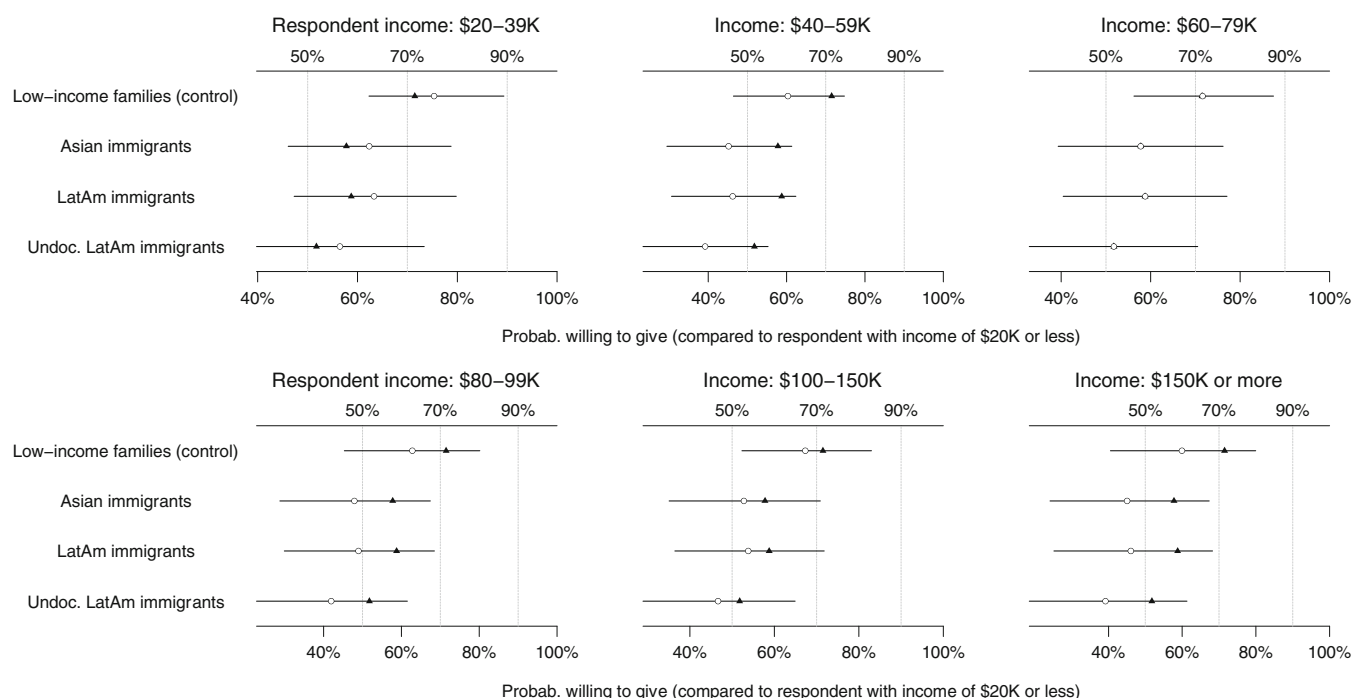 Respondent income: $20–39K Income: $40–59K Income: $60–79K
50% 70% 90% 50% 70% 90% 50% 70% 90%
Low–income families (control)
Asian immigrants
LatAm immigrants
Undoc. LatAm immigrants
40% 60% 80% 100% 40% 60% 80% 100% 40% 60% 80% 100%
Probab. willing to give (compared to respondent with income of $20K or less)
Respondent income: $80–99K Income: $100–150K Income: $150K or more
50% 70% 90% 50% 70% 90% 50% 70% 90%
Low–income families (control)
Asian immigrants
LatAm immigrants
Undoc. LatAm immigrants
40% 60% 80% 100% 40% 60% 80% 100% 40% 60% 80% 100%
Probab. willing to give (compared to respondent with income of $20K or less)